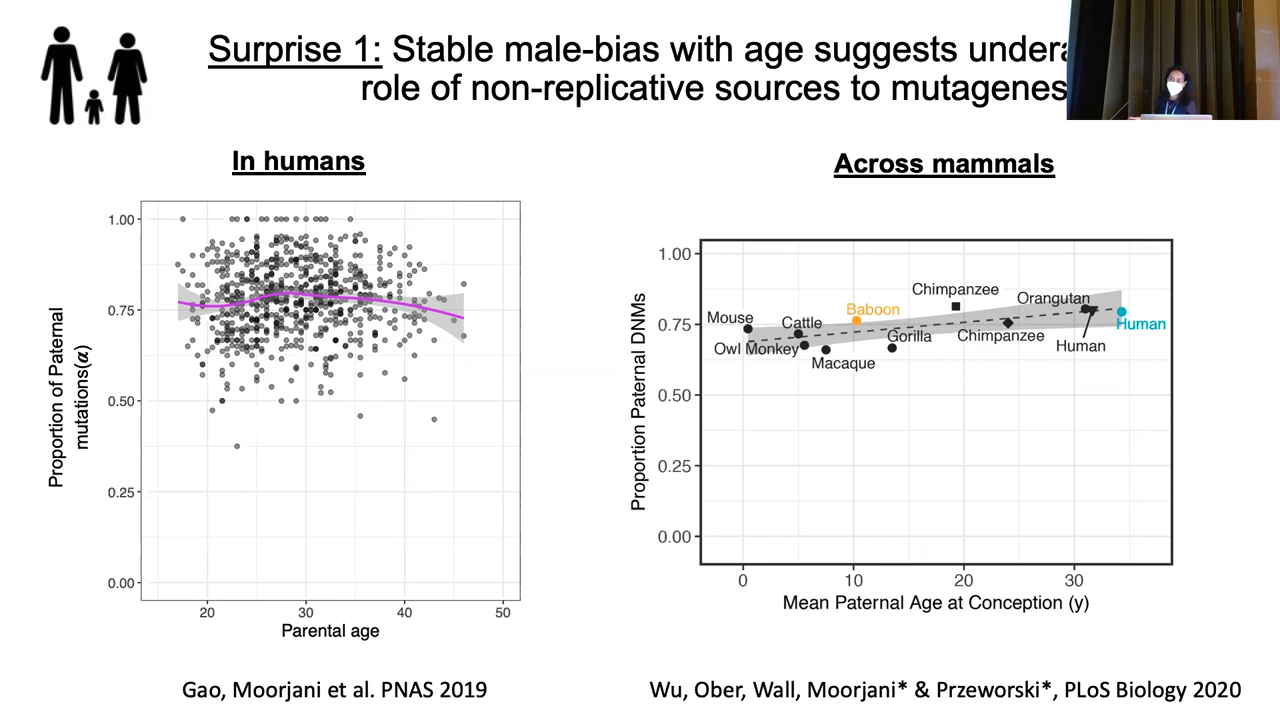 Surprise 1: Stable male-bias with age suggests
role of non-replicative sources to
In humans
Across mammals
Proportion of Paternal
mutations(α)
1.00
0.75
0.50
0.25
0.00
20 30 40 50
Parental age
Proportion Paternal DNMs
1.00
0.75
0.50
0.25
0.00
Mouse
Cattle
Owl Monkey
Baboon
Macaque
Gorilla
Chimpanzee
Chimpanzee
Orangutan
Human
Human
0 10 20 30
Mean Paternal Age at Conception (y)
Gao, Moorjani et al. PNAS 2019
Wu, Ober, Wall, Moorjani* & Przeworski*, PLoS Biology 2020